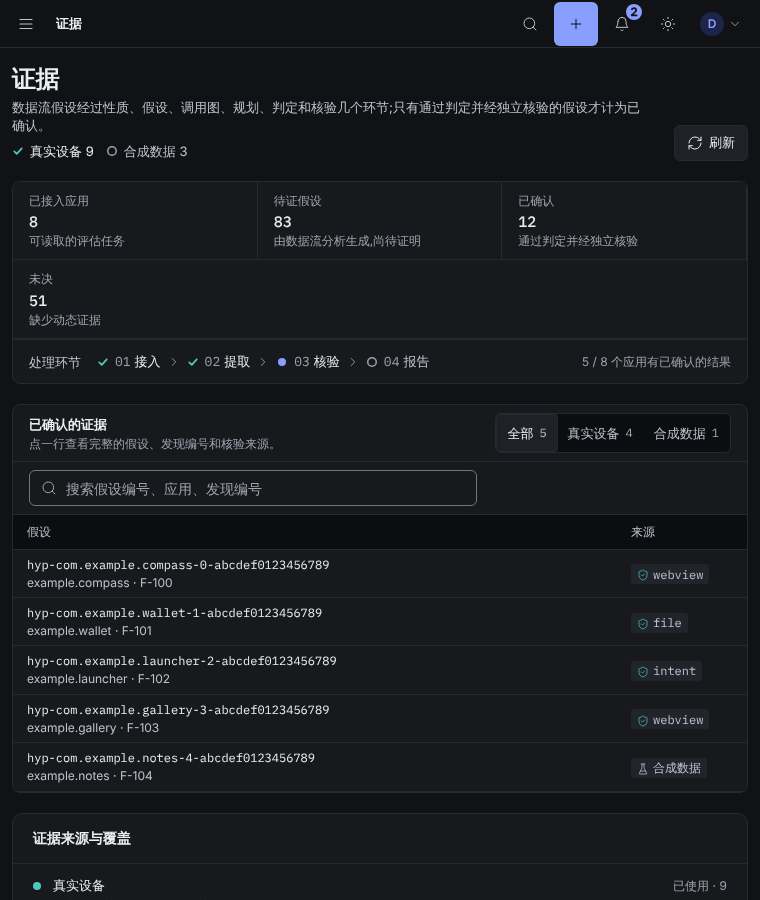 证据
2
D
证据
数据流假设经过性质、假设、调用图、规划、判定和核验几个环节;只有通过判定并经独立核验的假设才计为已
确认。
真实设备 9 合成数据 3
刷新
已接入应用
8
可读取的评估任务
待证假设
83
由数据流分析生成,尚待证明
已确认
12
通过判定并经独立核验
未决
51
缺少动态证据
处理环节 01 接入 02 提取 03 核验 04 报告 5 / 8 个应用有已确认的结果
已确认的证据
点一行查看完整的假设、发现编号和核验来源。
全部 5 真实设备 4 合成数据 1
搜索假设编号、应用、发现编号
假设 来源
hyp-com.example.compass-0-abcdef0123456789
example.compass · F-100
webview
hyp-com.example.wallet-1-abcdef0123456789
example.wallet · F-101
file
hyp-com.example.launcher-2-abcdef0123456789
example.launcher · F-102
intent
hyp-com.example.gallery-3-abcdef0123456789
example.gallery · F-103
webview
hyp-com.example.notes-4-abcdef0123456789
example.notes · F-104
合成数据
证据来源与覆盖
真实设备 已使用 · 9